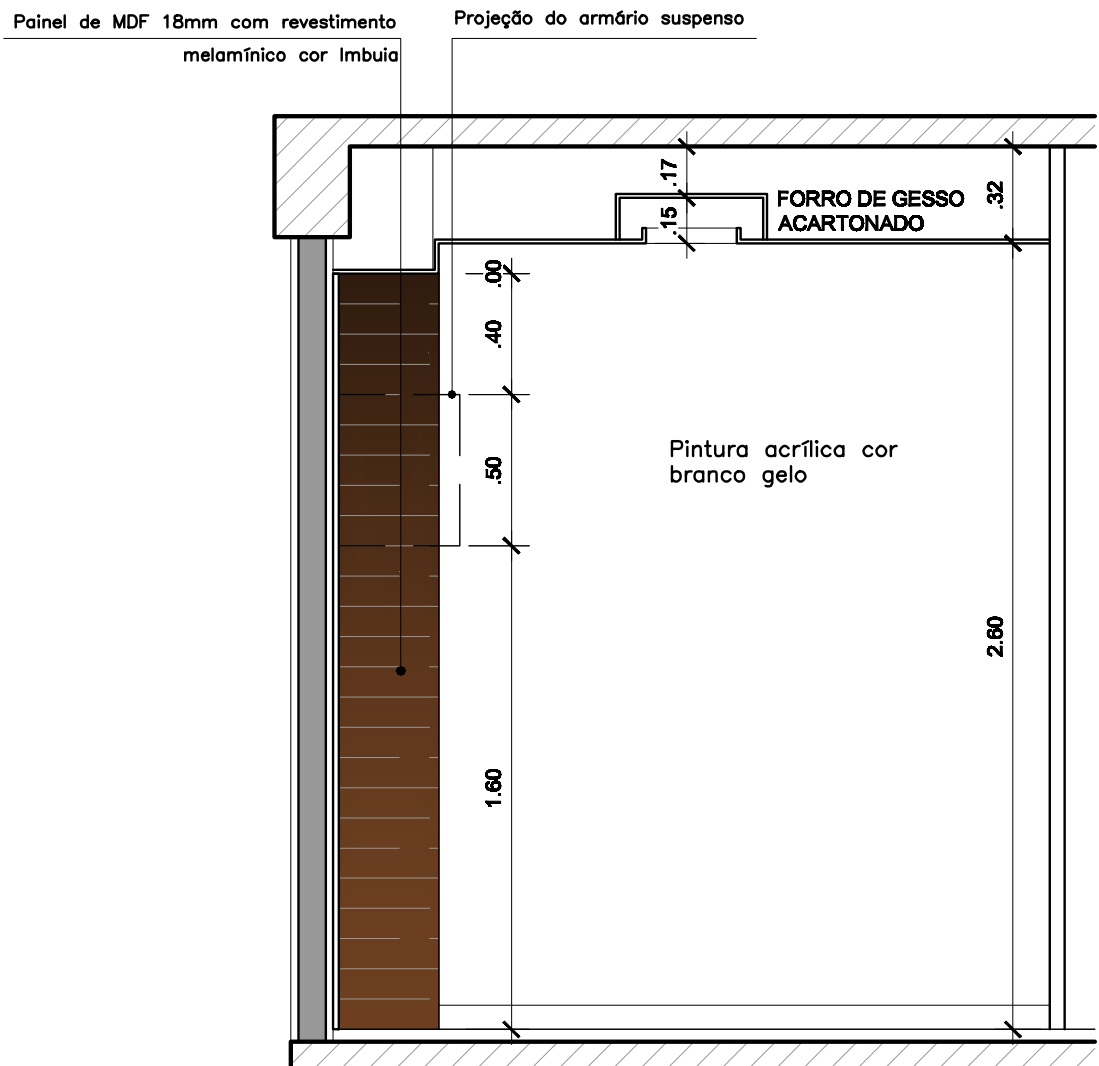 Painel de MDF 18mm com revestimento
melamínico cor Imbuia
Projeção do armário suspenso
.17
.15
FORRO DE GESSO
ACARTONADO
.32
.00
.40
.50
Pintura acrílica cor
branco gelo
2.60
1.60